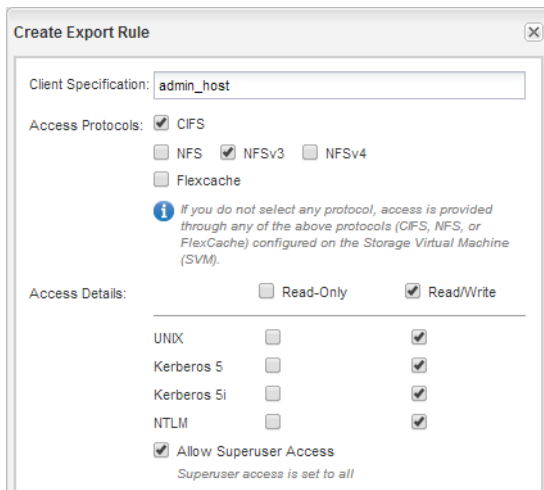 Create Export Rule
Client Specification: admin_host
Access Protocols: CIFS
NFS NFSv3 NFSv4
Flexcache
If you do not select any protocol, access is provided
through any of the above protocols (CIFS, NFS, or
FlexCache) configured on the Storage Virtual Machine
(SVM).
Access Details: Read-Only Read/Write
UNIX
Kerberos 5
Kerberos 5i
NTLM
Allow Superuser Access
Superuser access is set to all